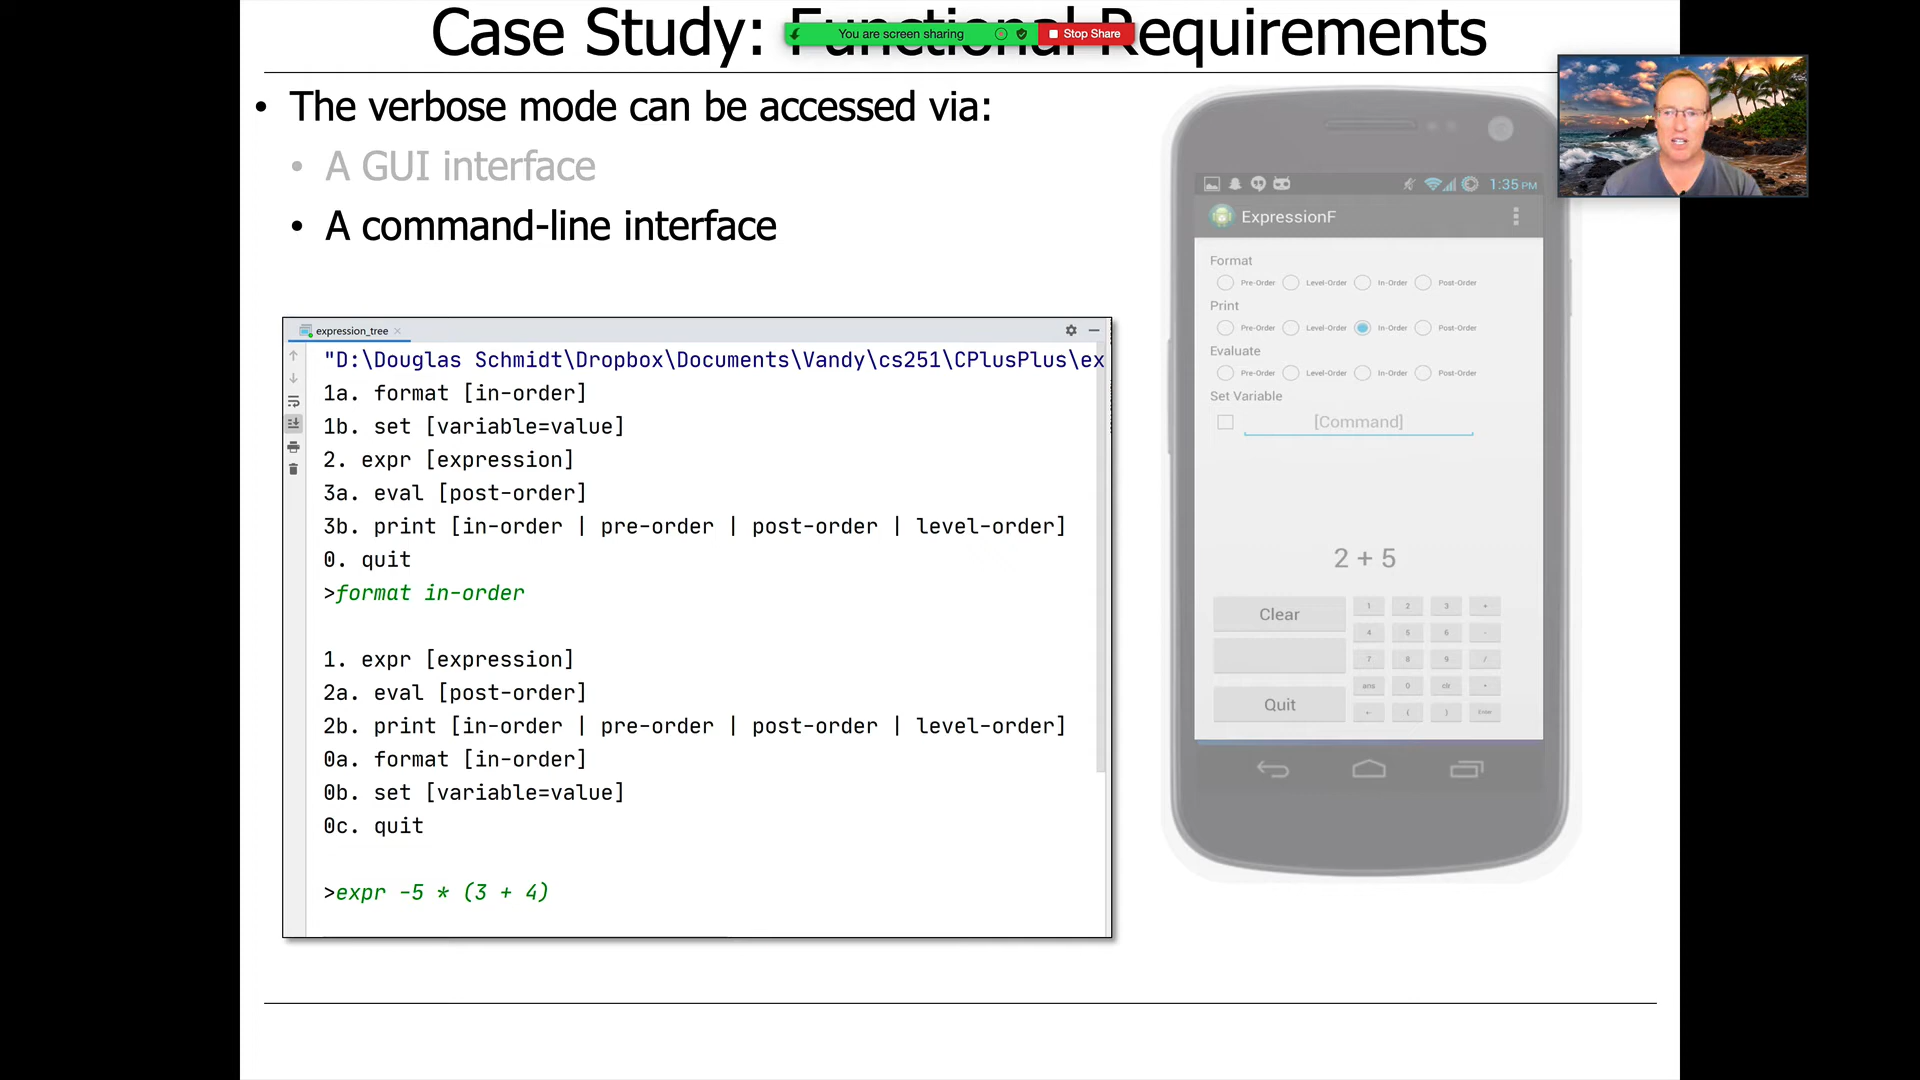 Case Study: Functional Requirements
You are screen sharing
Stop Share
• The verbose mode can be accessed via:
• A GUI interface
• A command-line interface
expression_tree
"D:\Douglas Schmidt\Dropbox\Documents\Vandy\cs251\CPlusPlus\ex
1a. format [in-order]
1b. set [variable=value]
2. expr [expression]
3a. eval [post-order]
3b. print [in-order | pre-order | post-order | level-order]
0. quit
>format in-order
1. expr [expression]
2a. eval [post-order]
2b. print [in-order | pre-order | post-order | level-order]
0a. format [in-order]
0b. set [variable=value]
0c. quit
>expr -5 * (3 + 4)
1:35 PM
ExpressionF
Format
Pre-Order Level-Order In-Order Post-Order
Print
Pre-Order Level-Order In-Order Post-Order
Evaluate
Pre-Order Level-Order In-Order Post-Order
Set Variable
[Command]
2 + 5
Clear
1 2 3 +
4 5 6 -
7 8 9 /
ans 0 clr
Quit
( ) Enter